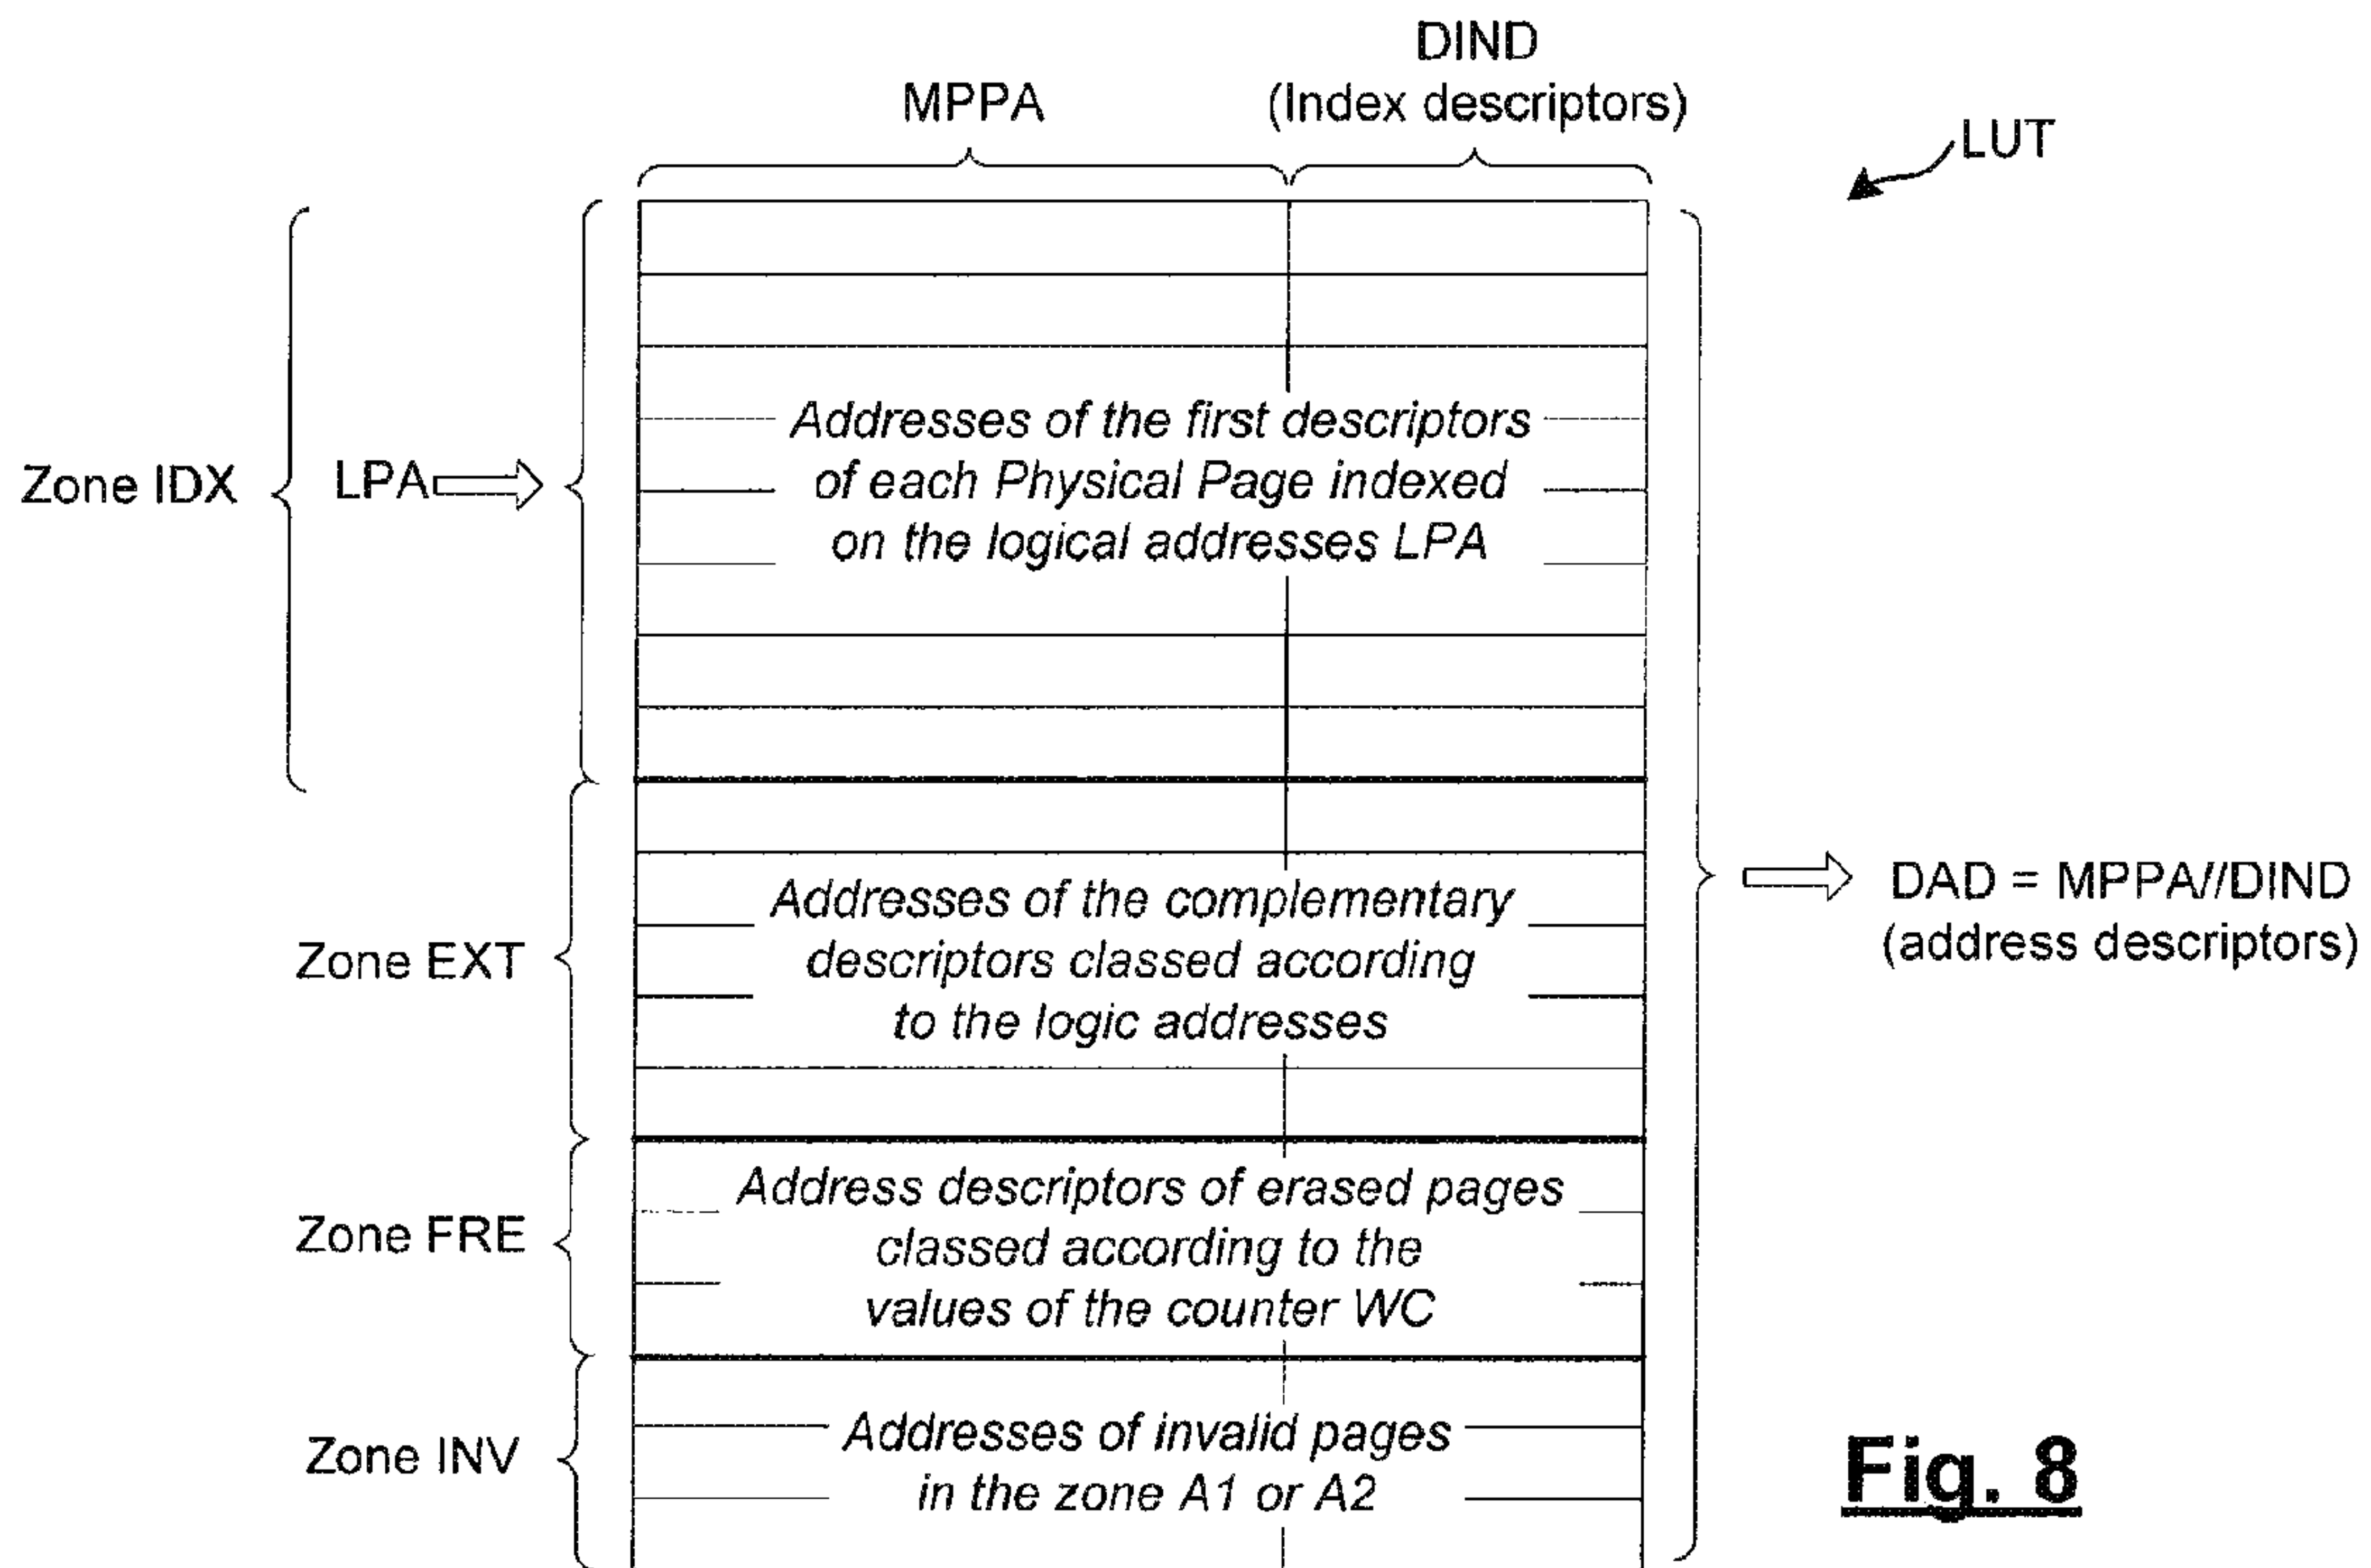 DIND
MPPA
(Index descriptors)
LUT
Addresses of the first descriptors
Zone IDX
LPA
of each Physical Page indexed
on the logical addresses LPA
DAD = MPPA//DIND
(address descriptors)
Addresses of the complementary
Zone EXT
descriptors classed according
to the logic addresses
Address descriptors of erased pages
Zone FRE
classed according to the
values of the counter WC
Addresses of invalid pages
Zone INV
in the zone A1 or A2
Fig. 8